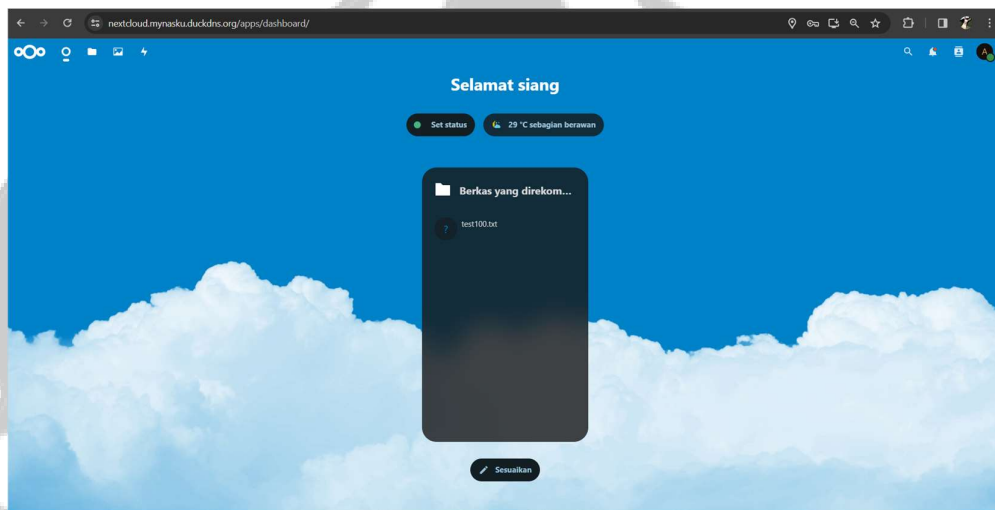 nextcloud.mynasku.duckdns.org/apps/dashboard/
A
Selamat siang
Set status
29 °C sebagian berawan
Berkas yang direkom...
?
test100.txt
Sesuaikan